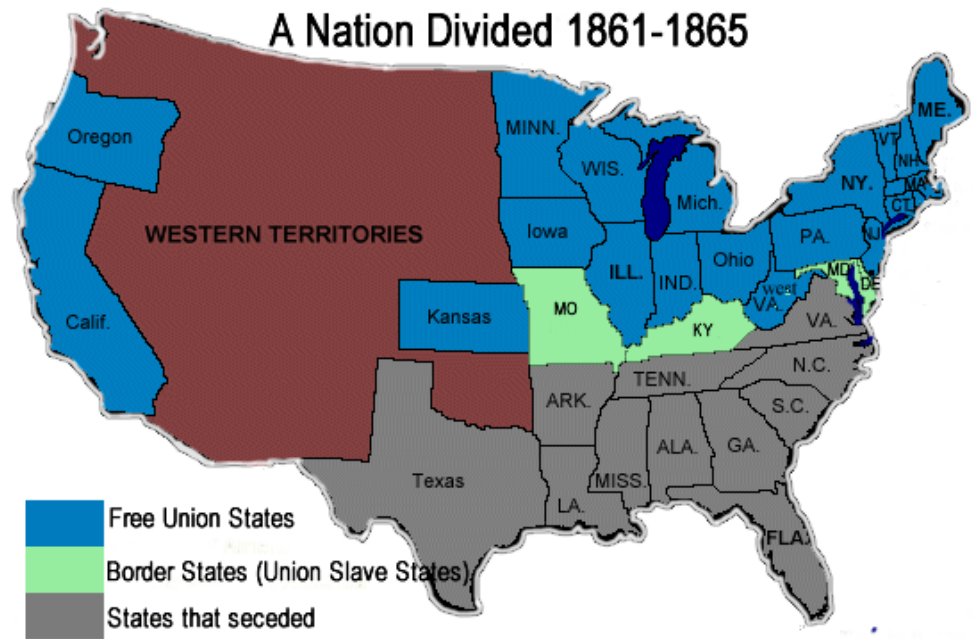 A Nation Divided 1861-1865
Oregon
MINN.
ME.
VT
NH
WIS.
NY.
MA
Mich.
CT.
WESTERN TERRITORIES
Iowa
PA.
NJ
Ohio
ILL.
IND.
MD
DE
west
VA.
MO
Calif.
Kansas
KY
VA.
N.C.
TENN.
ARK.
S.C.
ALA.
GA.
Texas
MISS.
LA.
FLA.
Free Union States
Border States (Union Slave States)
States that seceded